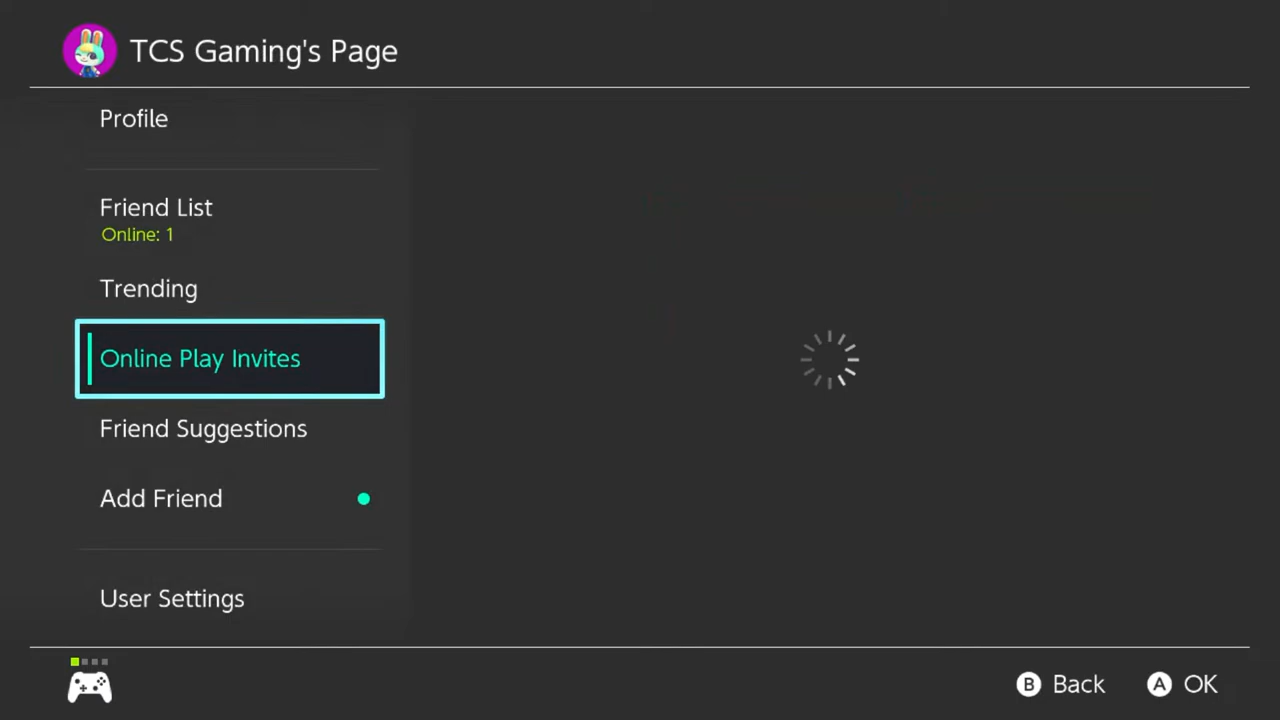 TCS Gaming's Page
Profile
Friend List
Online: 1
Trending
Online Play Invites
Friend Suggestions
Add Friend
User Settings
B Back
A OK